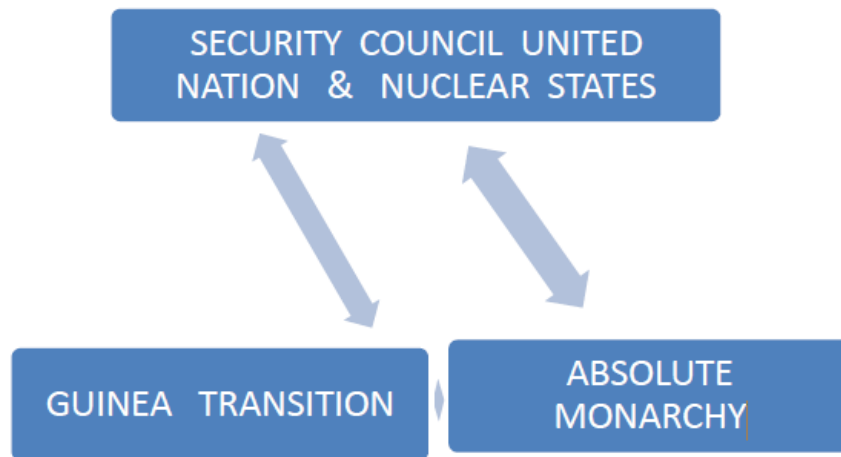 SECURITY COUNCIL UNITED
NATION & NUCLEAR STATES
GUINEA TRANSITION
ABSOLUTE
MONARCHY